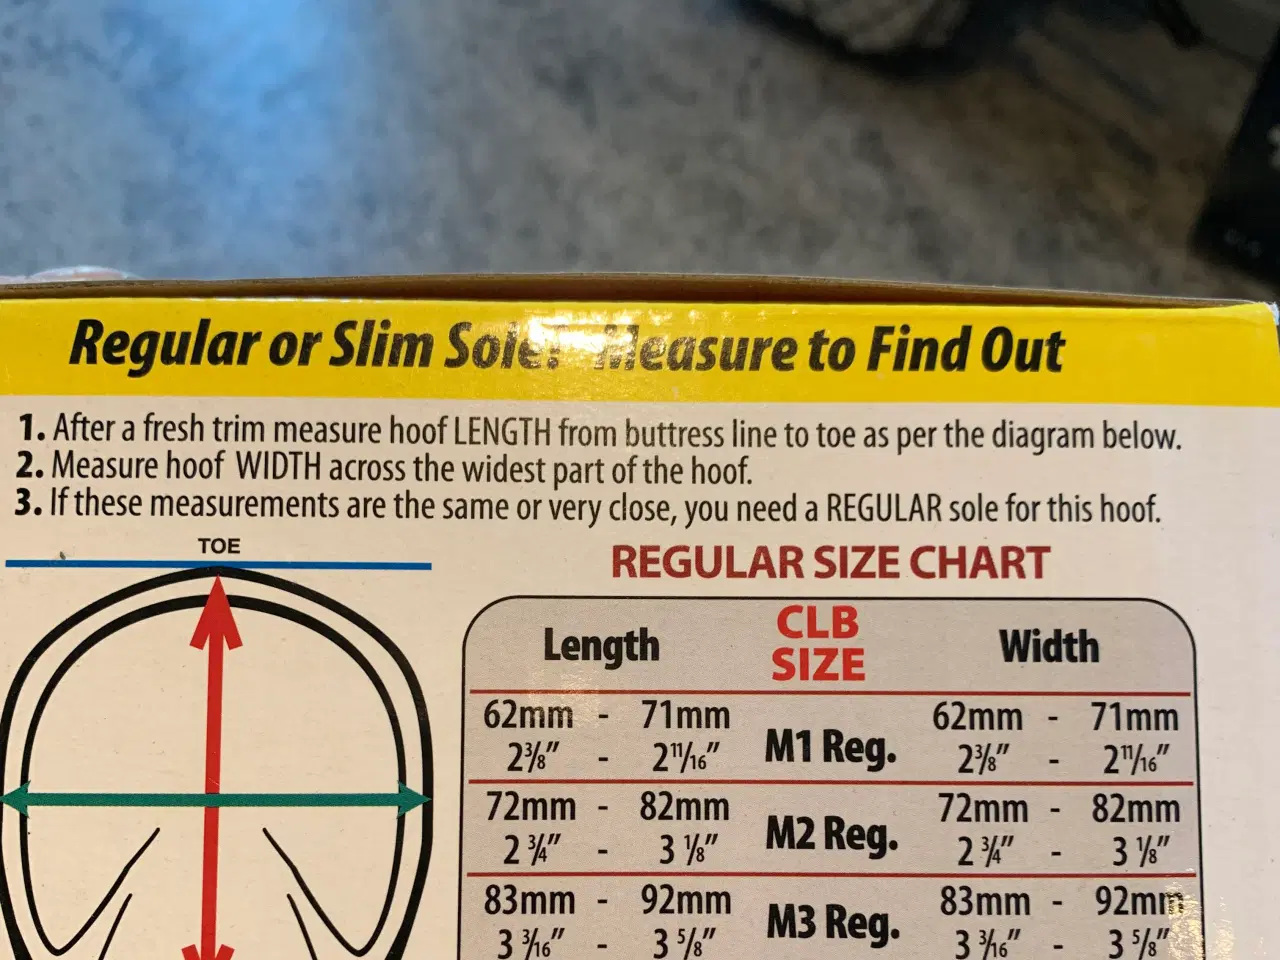 Regular or Slim Sole? Measure to Find Out
1. After a fresh trim measure hoof LENGTH from buttress line to toe as per the diagram below.
2. Measure hoof WIDTH across the widest part of the hoof.
3. If these measurements are the same or very close, you need a REGULAR sole for this hoof.
TOE
REGULAR SIZE CHART
Length CLB SIZE Width
62mm - 71mm M1 Reg. 62mm - 71mm
2⅜" - 2¹¹⁄₁₆" 2⅜" - 2¹¹⁄₁₆"
72mm - 82mm M2 Reg. 72mm - 82mm
2 ¾" - 3 ⅛" 2 ¾" - 3 ⅛"
83mm - 92mm M3 Reg. 83mm - 92mm
3 ³⁄₁₆" - 3 ⅝" 3 ³⁄₁₆" - 3 ⅝"